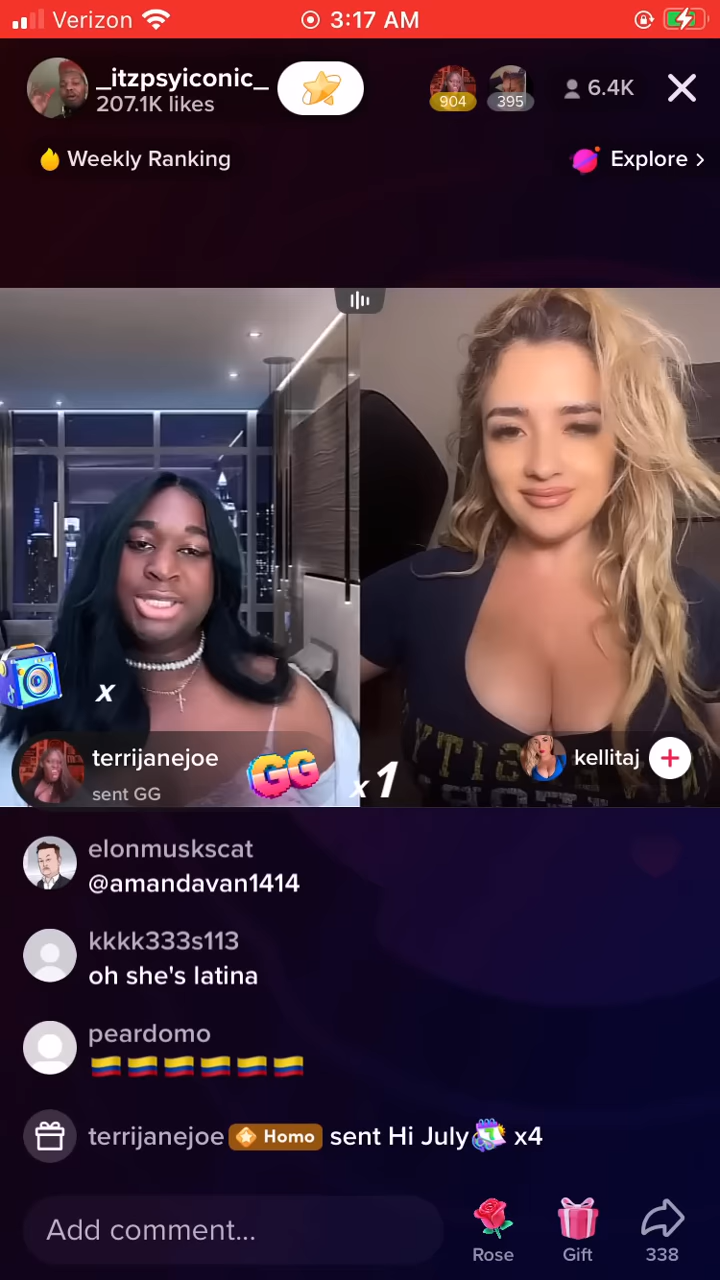 Verizon 3:17 AM
_itzpsyiconic_
207.1K likes
904
395
6.4K
Weekly Ranking
Explore >
x
terrijanejoe
sent GG
GG
x1
kellitaj
elonmuskscat
@amandavan1414
kkkk333s113
oh she's latina
peardomo
terrijanejoe Homo sent Hi July x4
Add comment...
Rose
Gift
338